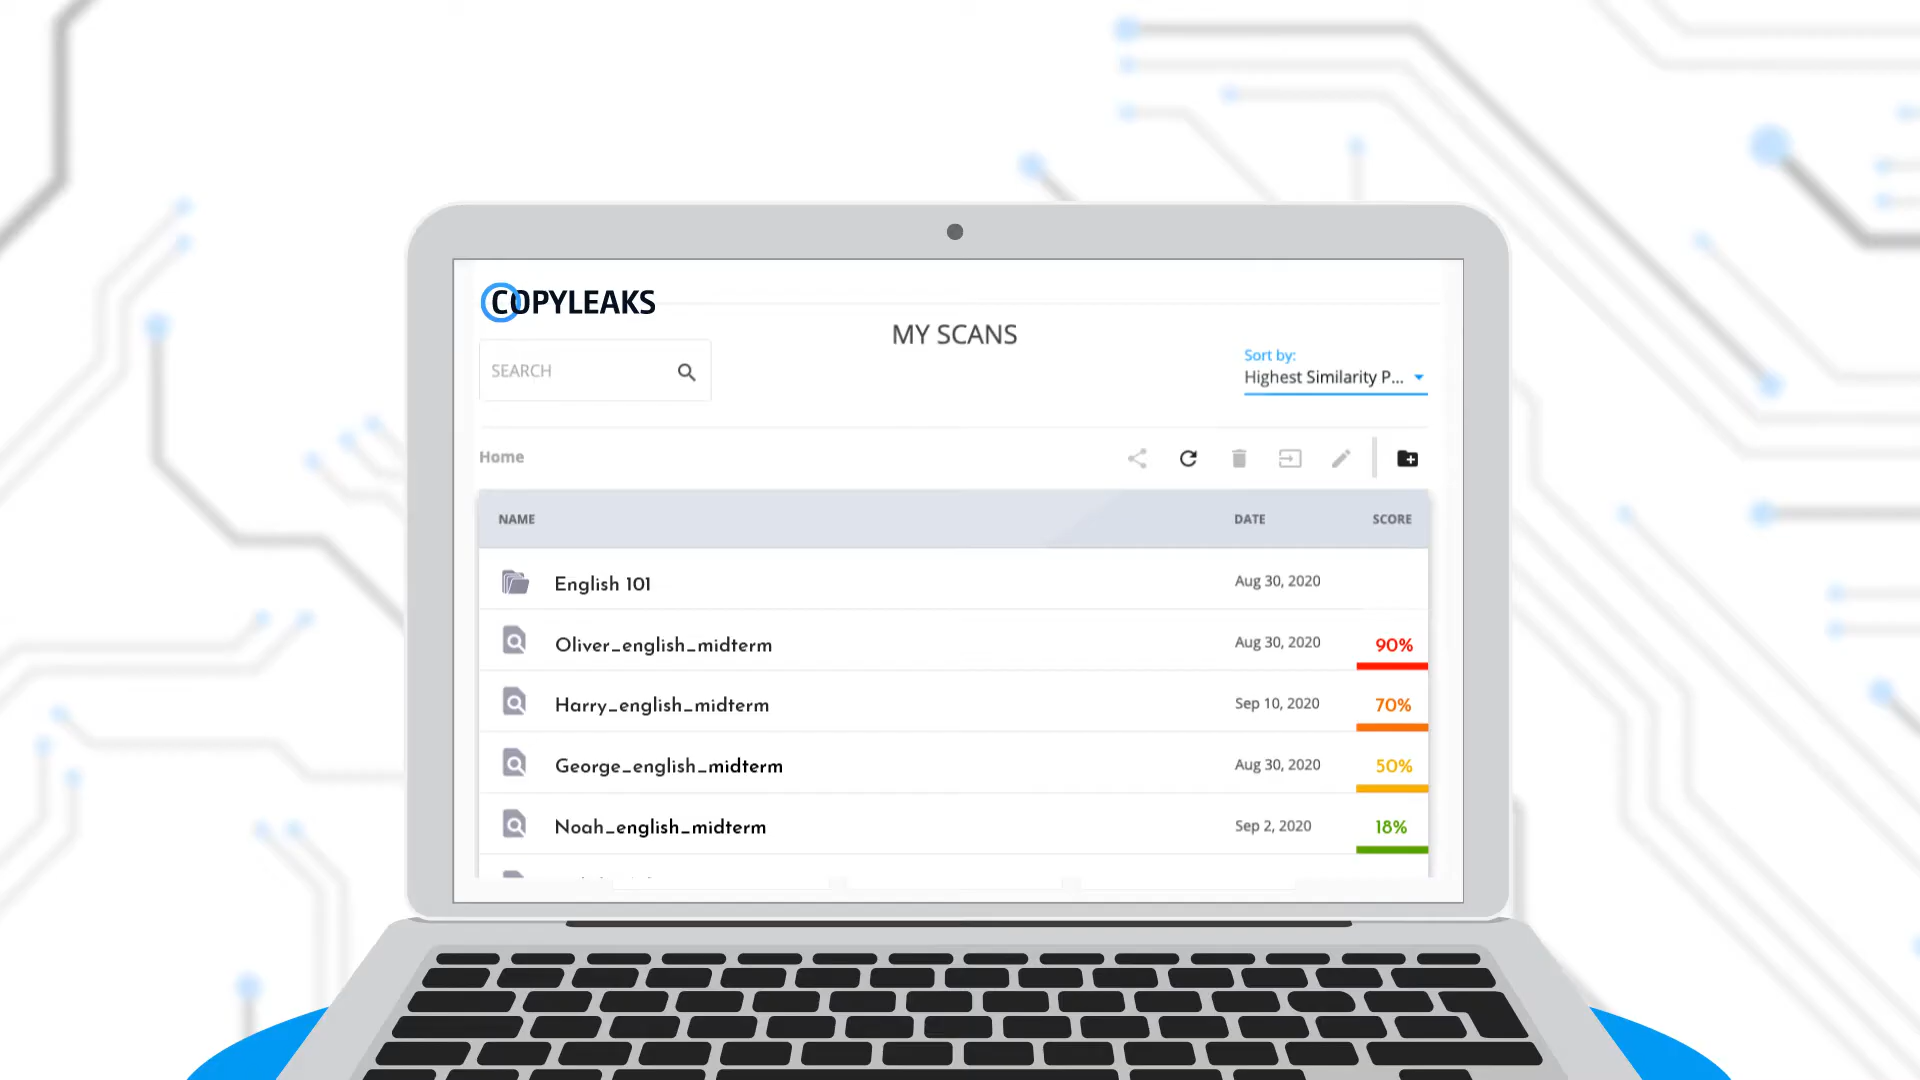 COPYLEAKS
MY SCANS
SEARCH
Sort by:
Highest Similarity P...
Home
NAME DATE SCORE
English 101 Aug 30, 2020
Oliver_english_midterm Aug 30, 2020 90%
Harry_english_midterm Sep 10, 2020 70%
George_english_midterm Aug 30, 2020 50%
Noah_english_midterm Sep 2, 2020 18%